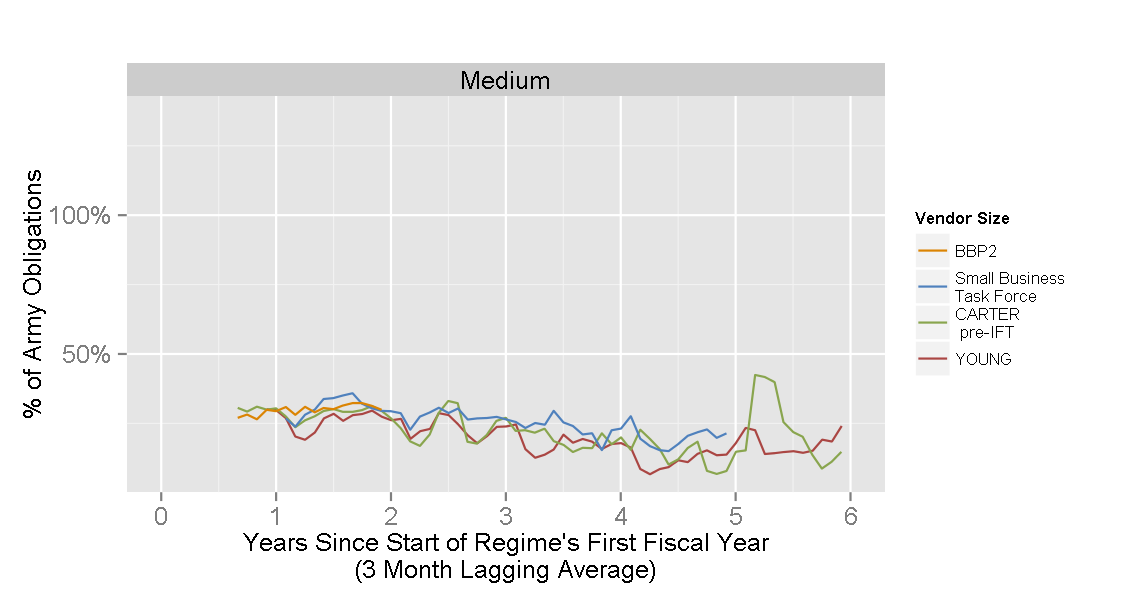 Medium
% of Army Obligations
100%
50%
0 1 2 3 4 5 6
Years Since Start of Regime's First Fiscal Year
(3 Month Lagging Average)
Vendor Size
BBP2
Small Business
Task Force
CARTER
pre-IFT
YOUNG